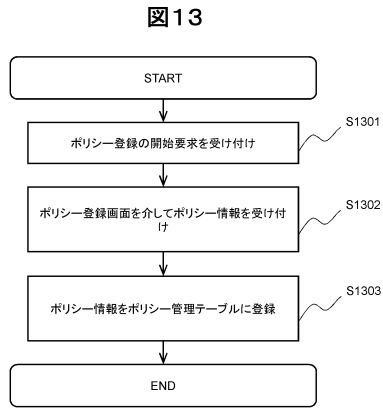 図13
START
ポリシー登録の開始要求を受け付け
S1301
ポリシー登録画面を介してポリシー情報を受け付
け
S1302
ポリシー情報をポリシー管理テーブルに登録
S1303
END